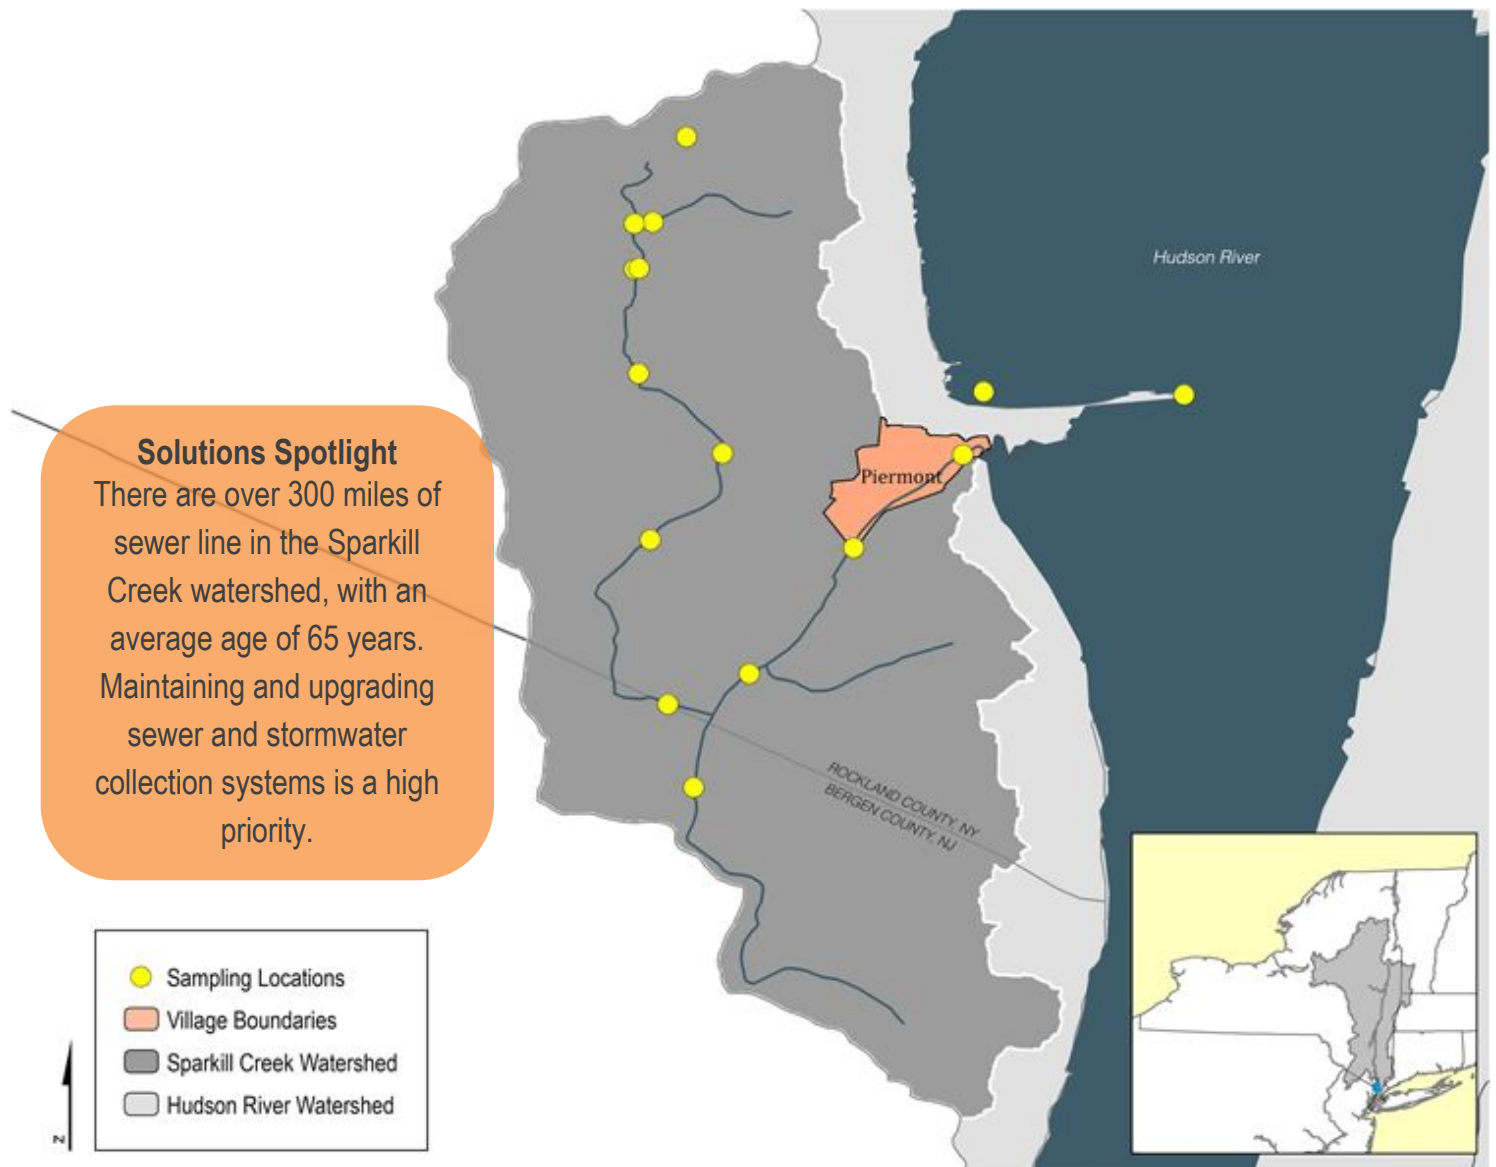 Hudson River
Solutions Spotlight
There are over 300 miles of
sewer line in the Sparkill
Creek watershed, with an
average age of 65 years.
Maintaining and upgrading
sewer and stormwater
collection systems is a high
priority.
Piermont
ROCKLAND COUNTY, NY
BERGEN COUNTY, NJ
Sampling Locations
Village Boundaries
Sparkill Creek Watershed
Hudson River Watershed
N